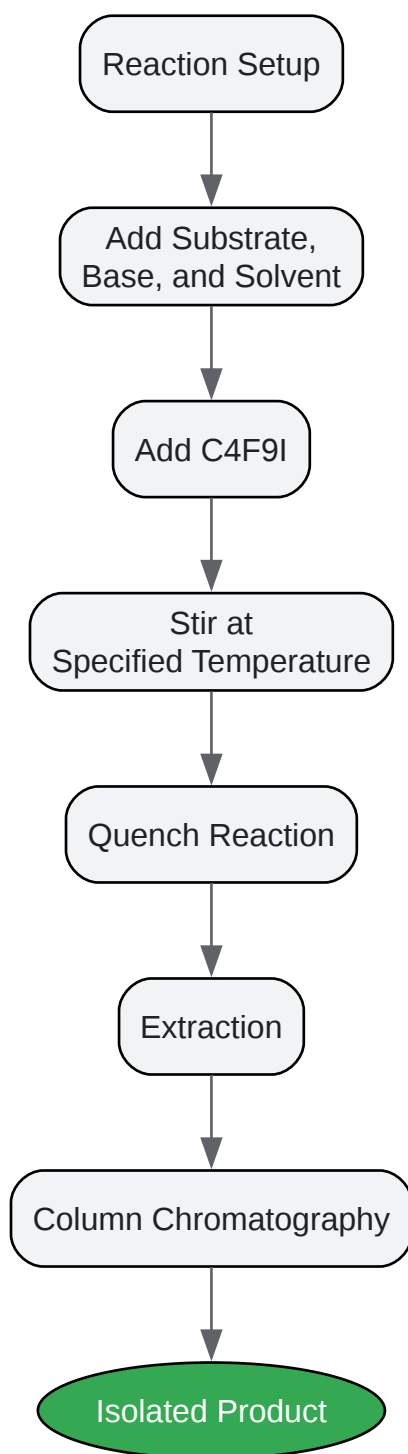 Reaction Setup
Add Substrate,
Base, and Solvent
Add C4F9I
Stir at
Specified Temperature
Quench Reaction
Extraction
Column Chromatography
Isolated Product